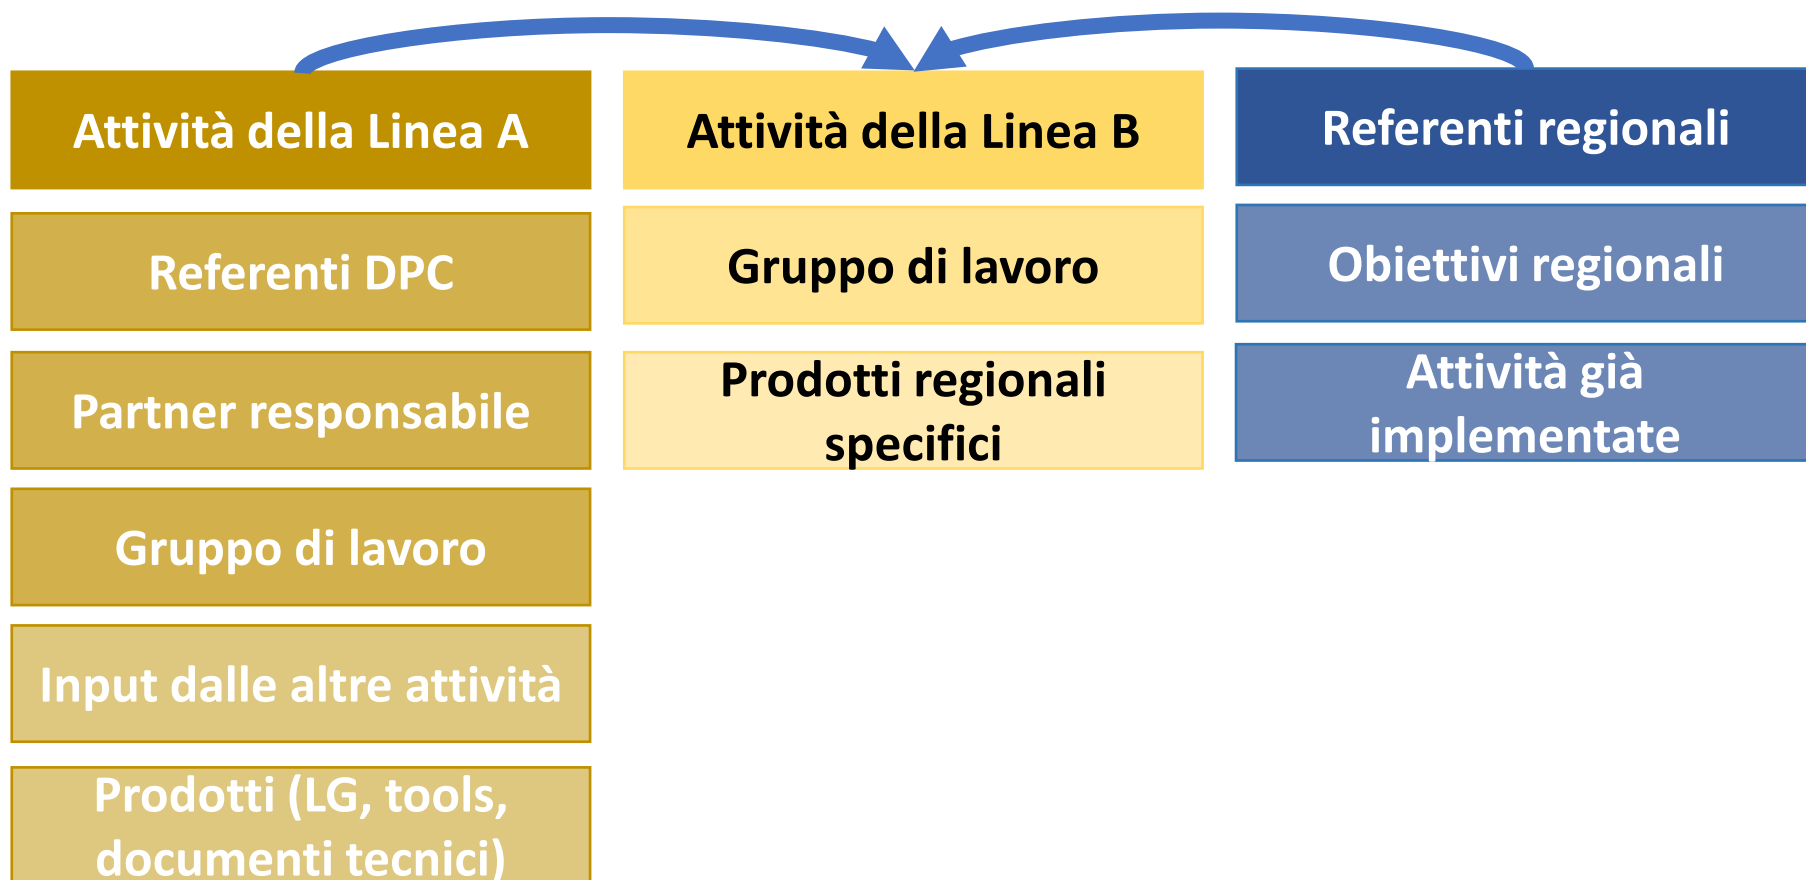 Attività della Linea A
Referenti DPC
Partner responsabile
Gruppo di lavoro
Input dalle altre attività
Prodotti (LG, tools,
documenti tecnici)
Attività della Linea B
Gruppo di lavoro
Prodotti regionali
specifici
Referenti regionali
Obiettivi regionali
Attività già
implementate